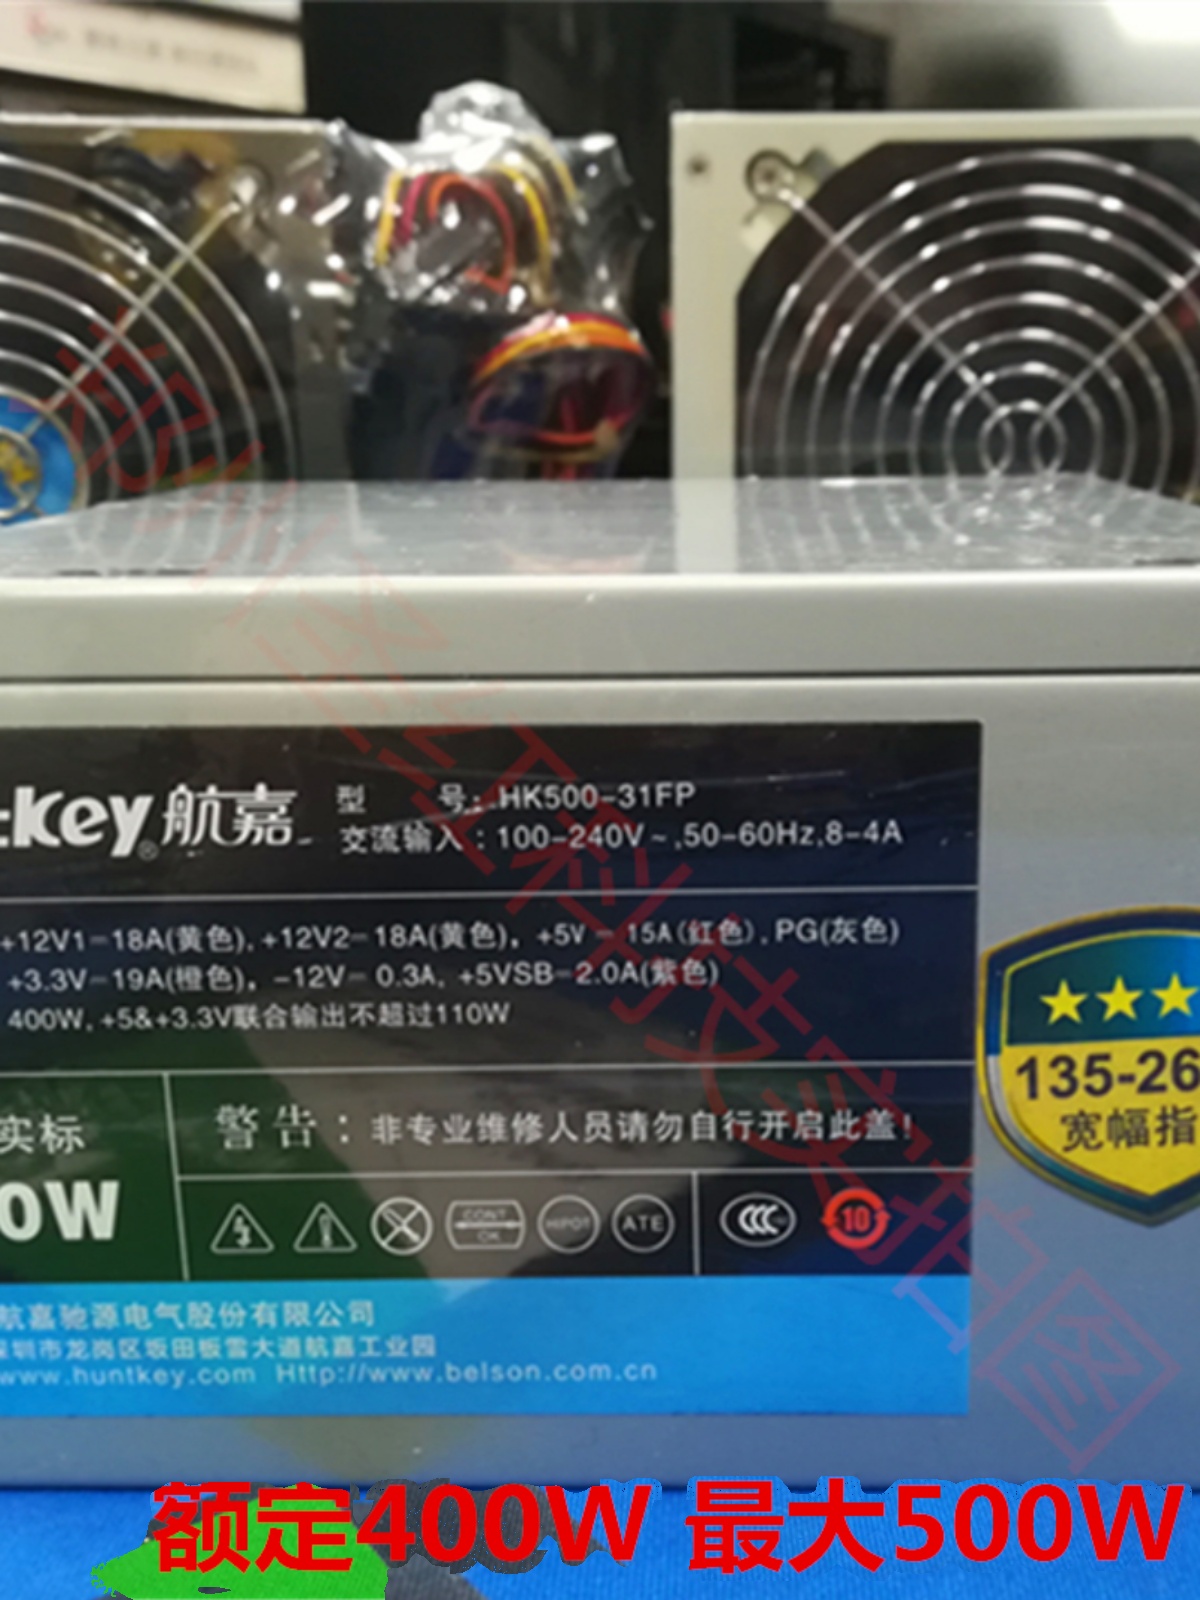 tKey®航嘉 型 号: HK500-31FP
交流输入: 100-240V~,50-60Hz,8-4A
+12V1-18A(黄色),+12V2-18A(黄色), +5V-15A(红色),PG(灰色)
+3.3V-19A(橙色), -12V-0.3A, +5VSB-2.0A(紫色)
400W, +5&+3.3V联合输出不超过110W
实标
0W
警告:非专业维修人员请勿自行开启此盖!
CONT OK HIPOT ATE CCC 10
★★★
135-26
宽幅指
航嘉驰源电气股份有限公司
深圳市龙岗区坂田板雪大道航嘉工业园
www.huntkey.com Http://www.belson.com.cn
额定400W 最大500W